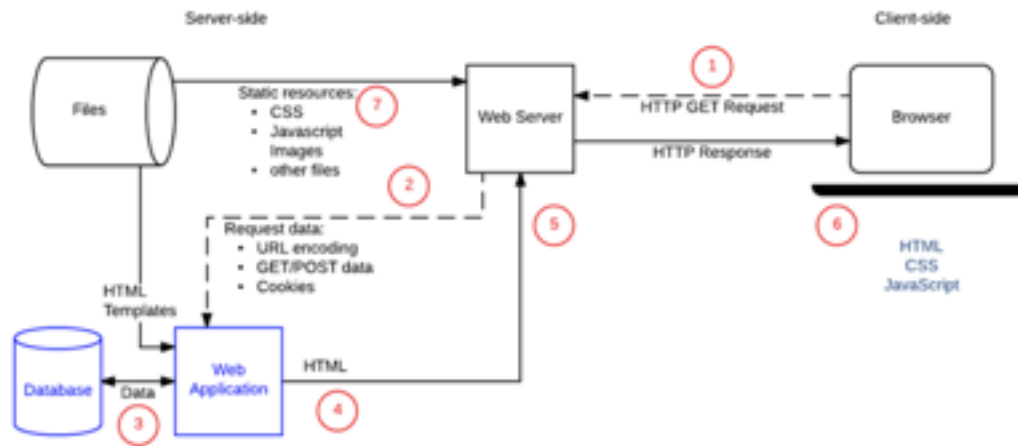 Server-side
Client-side
1
Files
7
Static resources:
• CSS
• Javascript
Images
• other files
Web Server
HTTP GET Request
HTTP Response
Browser
2
5
6
Request data:
• URL encoding
• GET/POST data
• Cookies
HTML
CSS
JavaScript
HTML
Templates
Database
Data
3
Web
Application
HTML
4